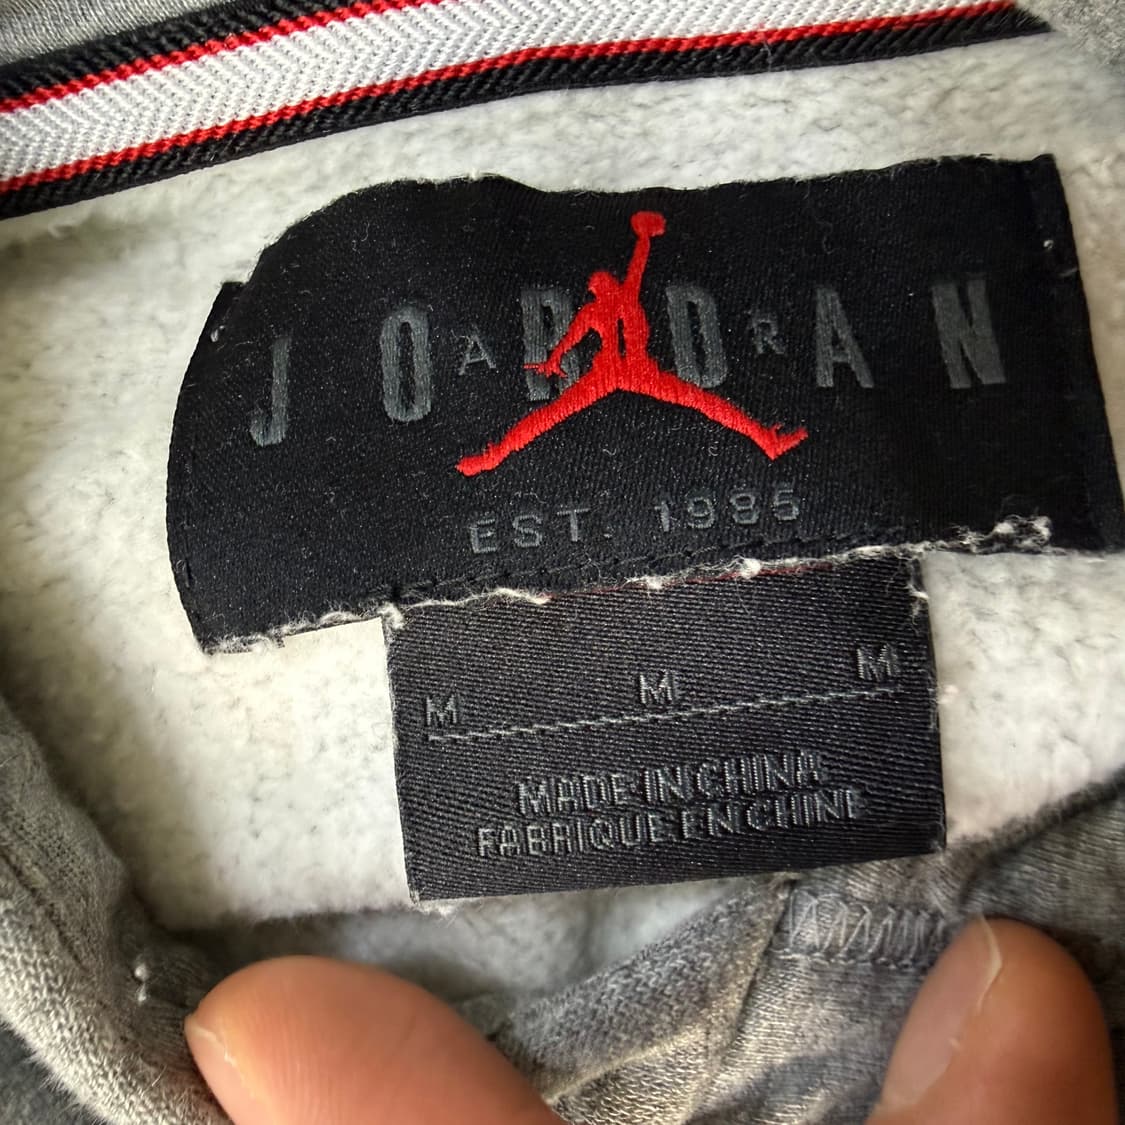 JORDAN
AIR
EST. 1985
M M M
MADE IN CHINA
FABRIQUE EN CHINE